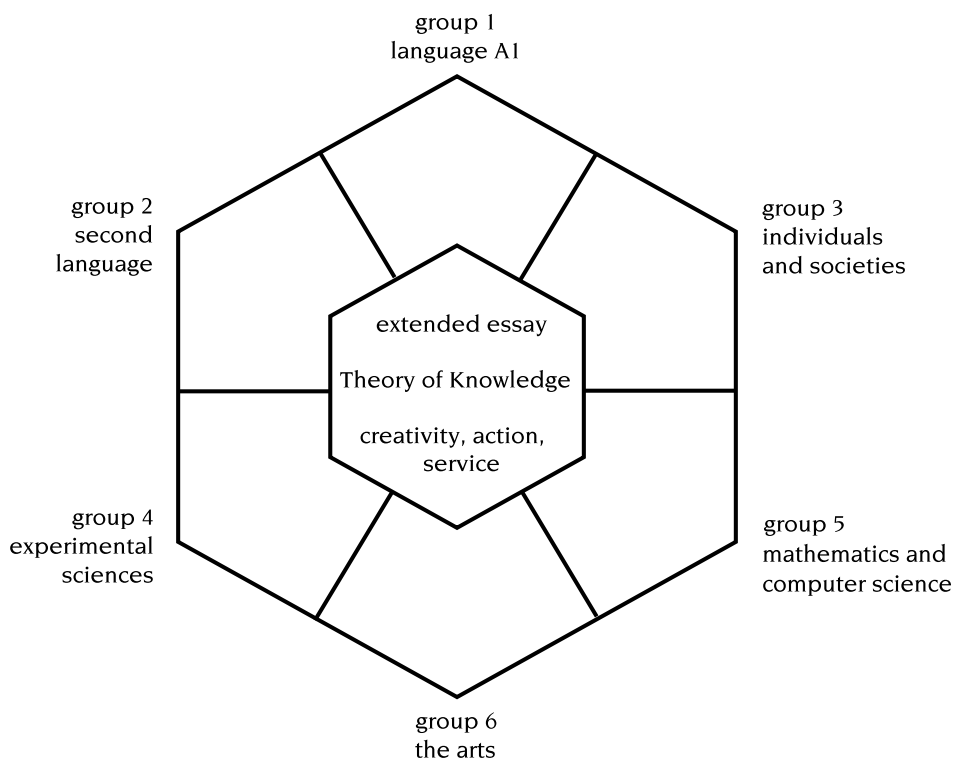 group 1
language A1
group 2
second
language
group 3
individuals
and societies
extended essay
Theory of Knowledge
creativity, action,
service
group 4
experimental
sciences
group 5
mathematics and
computer science
group 6
the arts